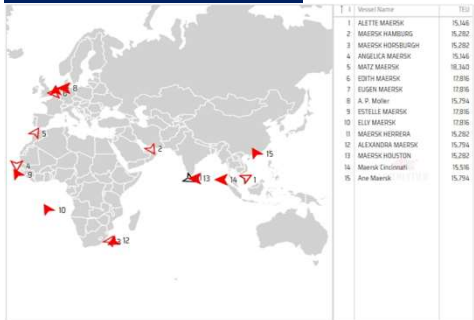 Vessel Name TEU
1 ALETTE MAERSK 15,146
2 MAERSK HAMBURG 15,282
3 MAERSK HORSBURGH 15,282
4 ANGELICA MAERSK 15,146
5 MATZ MAERSK 18,340
6 EDITH MAERSK 17,816
7 EUGEN MAERSK 17,816
8 A. P. Moller 15,794
9 ESTELLE MAERSK 17,816
10 ELLY MAERSK 17,816
11 MAERSK HERRERA 15,282
12 ALEXANDRA MAERSK 15,794
13 MAERSK HOUSTON 15,282
14 Maersk Cincinnati 15,516
15 Ane Maersk 15,794
8
5
2
15
4
9
13
14
1
10
12